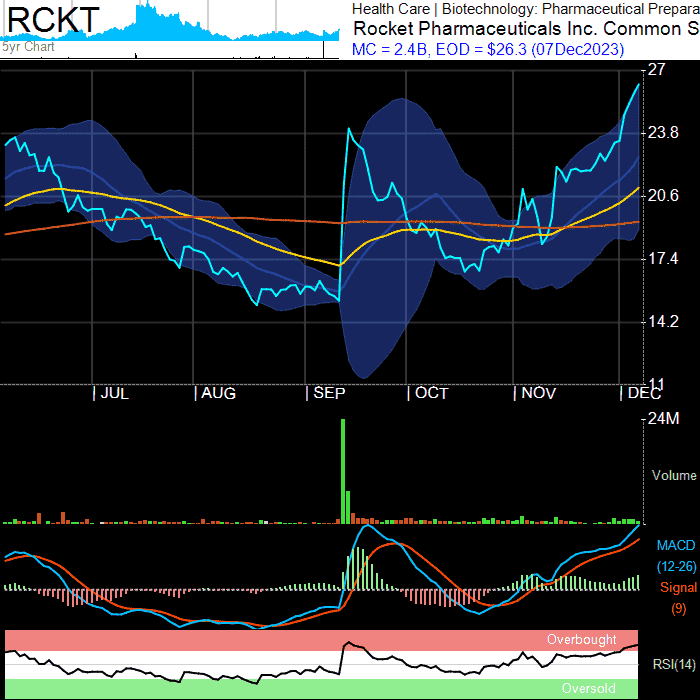 RCKT
5yr Chart
Health Care | Biotechnology: Pharmaceutical Prepara
Rocket Pharmaceuticals Inc. Common S
MC = 2.4B, EOD = $26.3 (07Dec2023)
27
23.8
20.6
17.4
14.2
11
JUL AUG SEP OCT NOV DEC
24M
Volume
MACD
(12-26)
Signal
(9)
Overbought
RSI(14)
Oversold